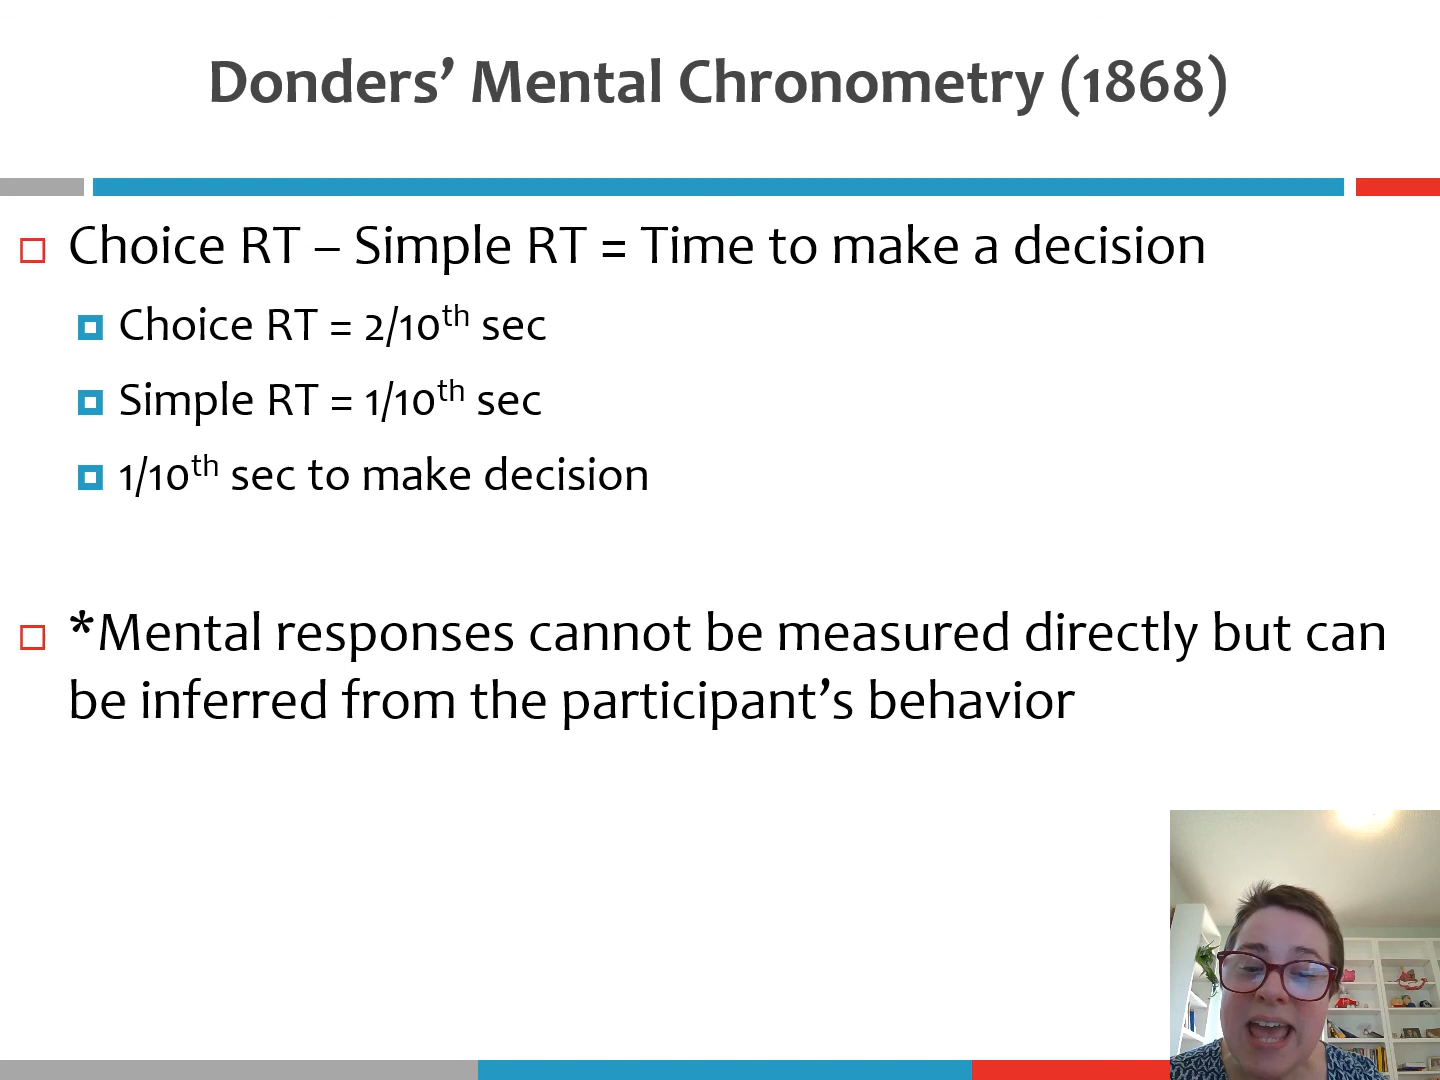 Donders’ Mental Chronometry (1868)
Choice RT – Simple RT = Time to make a decision
Choice RT = 2/10th sec
Simple RT = 1/10th sec
1/10th sec to make decision
*Mental responses cannot be measured directly but can
be inferred from the participant’s behavior